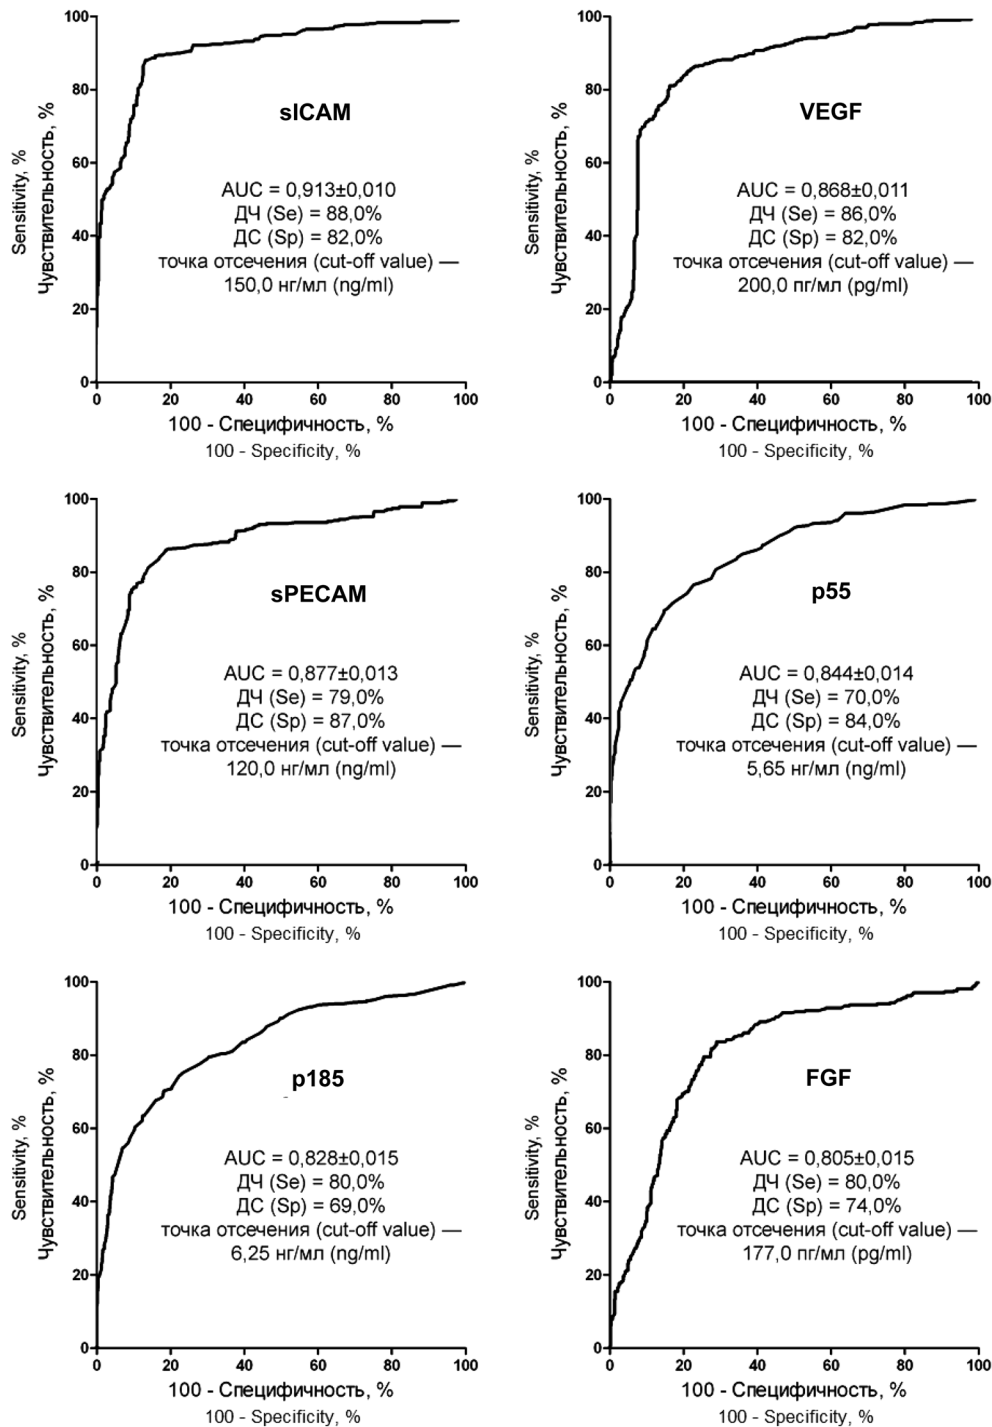 100
80
60
40
20
0
Sensitivity, %
Чувствительность, %
sICAM
AUC = 0,913±0,010
ДЧ (Se) = 88,0%
ДС (Sp) = 82,0%
точка отсечения (cut-off value) —
150,0 нг/мл (ng/ml)
0 20 40 60 80 100
100 - Специфичность, %
100 - Specificity, %
100
80
60
40
20
0
Sensitivity, %
Чувствительность, %
VEGF
AUC = 0,868±0,011
ДЧ (Se) = 86,0%
ДС (Sp) = 82,0%
точка отсечения (cut-off value) —
200,0 пг/мл (pg/ml)
0 20 40 60 80 100
100 - Специфичность, %
100 - Specificity, %
100
80
60
40
20
0
Sensitivity, %
Чувствительность, %
sPECAM
AUC = 0,877±0,013
ДЧ (Se) = 79,0%
ДС (Sp) = 87,0%
точка отсечения (cut-off value) —
120,0 нг/мл (ng/ml)
0 20 40 60 80 100
100 - Специфичность, %
100 - Specificity, %
100
80
60
40
20
0
Sensitivity, %
Чувствительность, %
p55
AUC = 0,844±0,014
ДЧ (Se) = 70,0%
ДС (Sp) = 84,0%
точка отсечения (cut-off value) —
5,65 нг/мл (ng/ml)
0 20 40 60 80 100
100 - Специфичность, %
100 - Specificity, %
100
80
60
40
20
0
Sensitivity, %
Чувствительность, %
p185
AUC = 0,828±0,015
ДЧ (Se) = 80,0%
ДС (Sp) = 69,0%
точка отсечения (cut-off value) —
6,25 нг/мл (ng/ml)
0 20 40 60 80 100
100 - Специфичность, %
100 - Specificity, %
100
80
60
40
20
0
Sensitivity, %
Чувствительность, %
FGF
AUC = 0,805±0,015
ДЧ (Se) = 80,0%
ДС (Sp) = 74,0%
точка отсечения (cut-off value) —
177,0 пг/мл (pg/ml)
0 20 40 60 80 100
100 - Специфичность, %
100 - Specificity, %